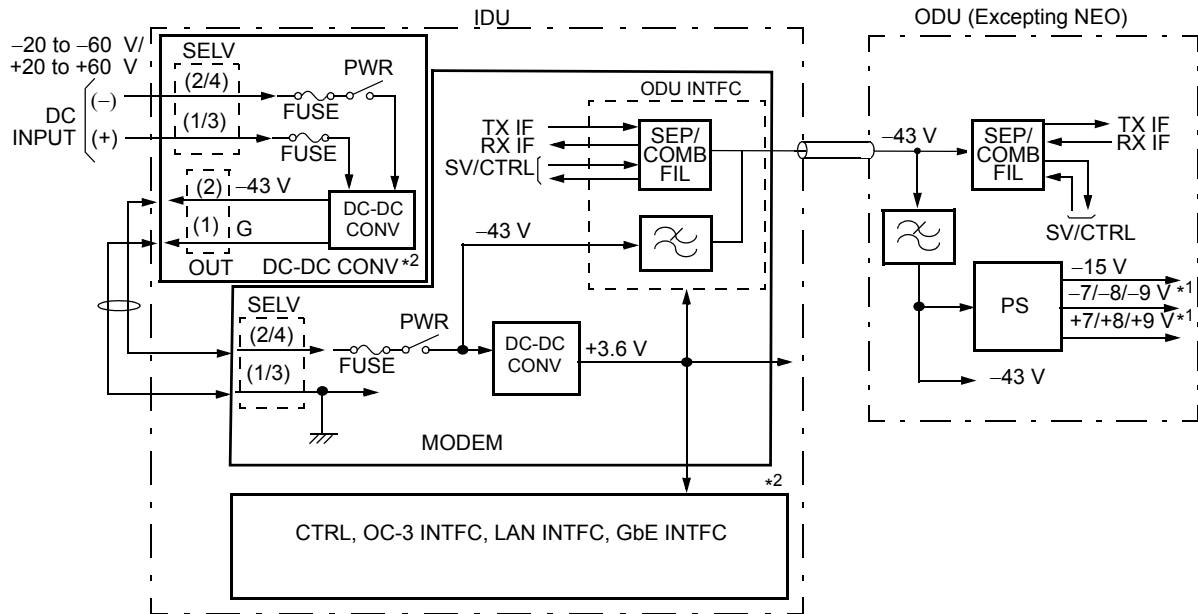 IDU
ODU (Excepting NEO)
−20 to −60 V/
+20 to +60 V
SELV
(2/4)
PWR
(−)
FUSE
DC
INPUT
(1/3)
(+)
FUSE
(2)
−43 V
DC-DC
CONV
(1)
G
OUT
DC-DC CONV*2
ODU INTFC
TX IF
RX IF
SV/CTRL
SEP/
COMB
FIL
−43 V
SELV
(2/4)
PWR
FUSE
DC-DC
CONV
+3.6 V
(1/3)
MODEM
*2
CTRL, OC-3 INTFC, LAN INTFC, GbE INTFC
−43 V
SEP/
COMB
FIL
TX IF
RX IF
SV/CTRL
PS
−15 V
−7/−8/−9 V *1
+7/+8/+9 V*1
−43 V